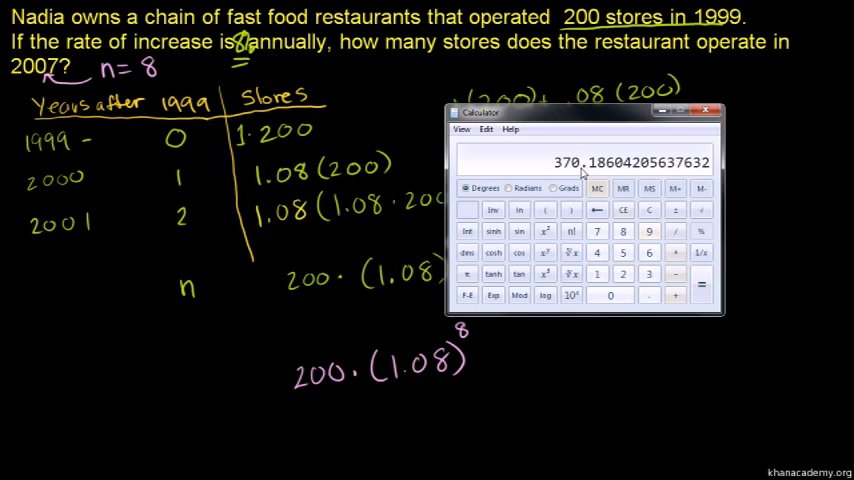 Nadia owns a chain of fast food restaurants that operated 200 stores in 1999.
If the rate of increase is 8% annually, how many stores does the restaurant operate in
2007? n = 8
Years after 1999 Stores
.08 (200)
1999 - 0 1·200
2000 1 1.08 (200)
2001 2 1.08 (1.08 · 200
n 200 · (1.08)
200 · (1.08)^8
Calculator
View Edit Help
370.18604205637632
Degrees Radians Grads MC MR MS M+ M-
Inv ln ( ) ← CE C ± √
Int sinh sin x² n! 7 8 9 / %
dms cosh cos 4 5 6 * 1/x
π tanh tan x³ 1 2 3 - =
F-E Exp Mod log 10ˣ 0 . +
khanacademy.org